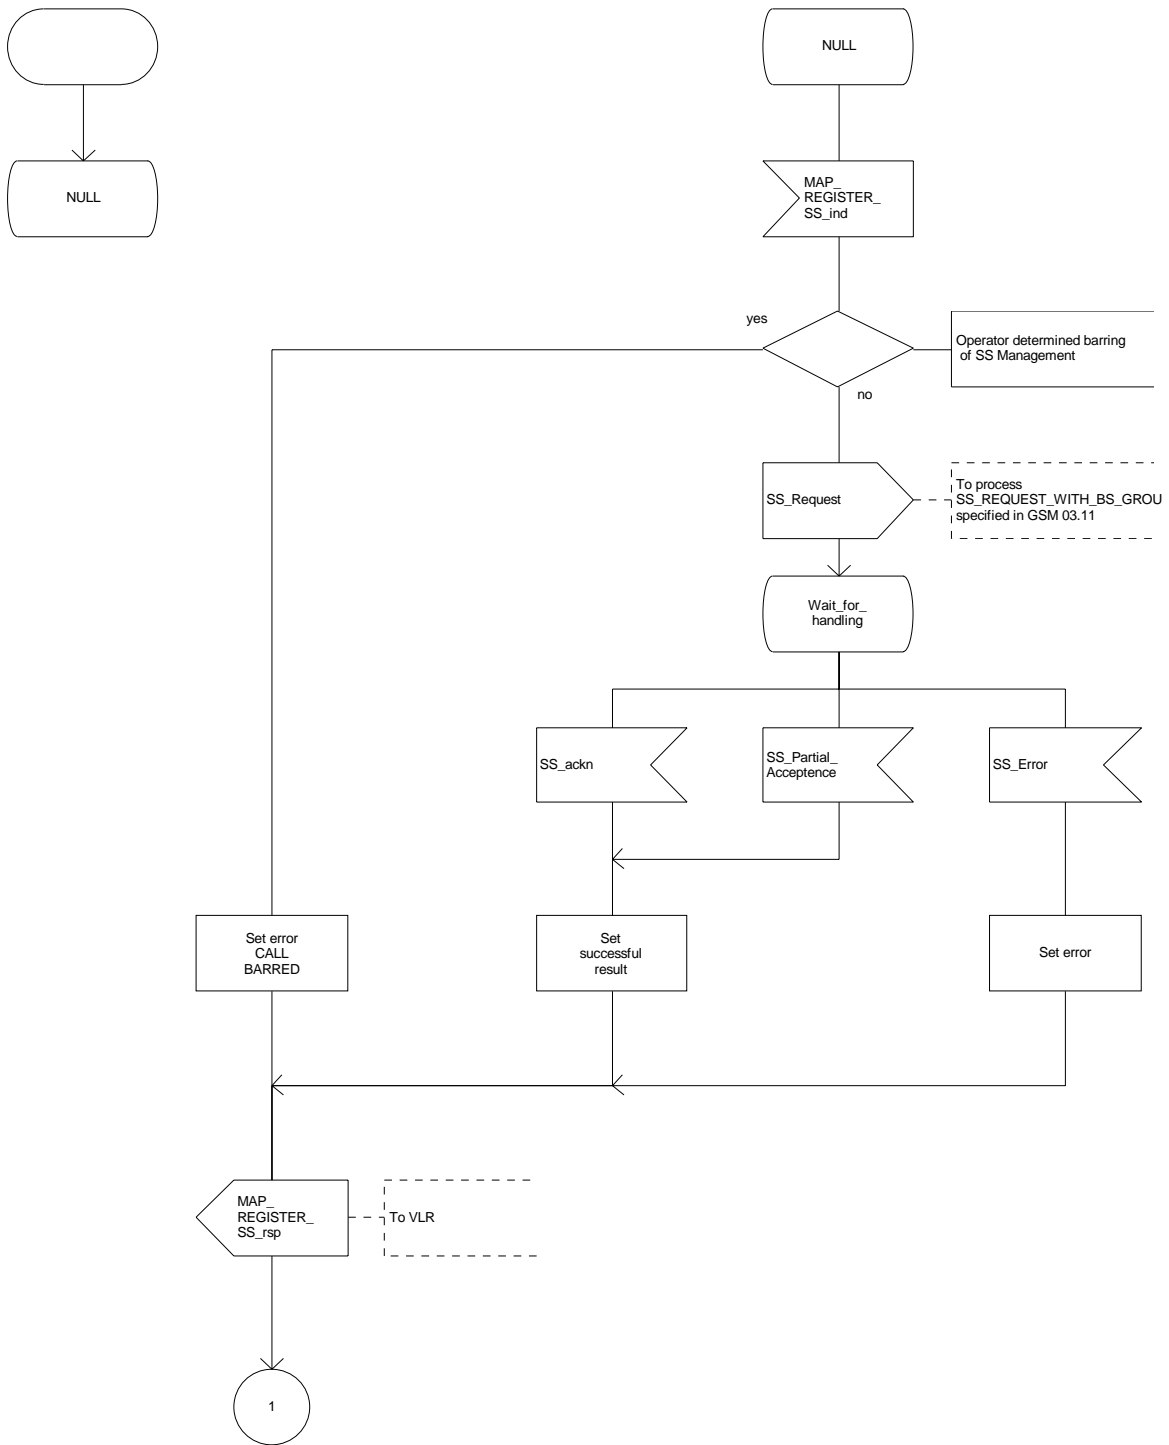 NULL
NULL
MAP_
REGISTER_
SS_ind
yes
Operator determined barring
of SS Management
no
SS_Request
To process
SS_REQUEST_WITH_BS_GROU
specified in GSM 03.11
Wait_for_
handling
SS_ackn
SS_Partial_
Acceptence
SS_Error
Set error
CALL
BARRED
Set
successful
result
Set error
MAP_
REGISTER_
SS_rsp
To VLR
1